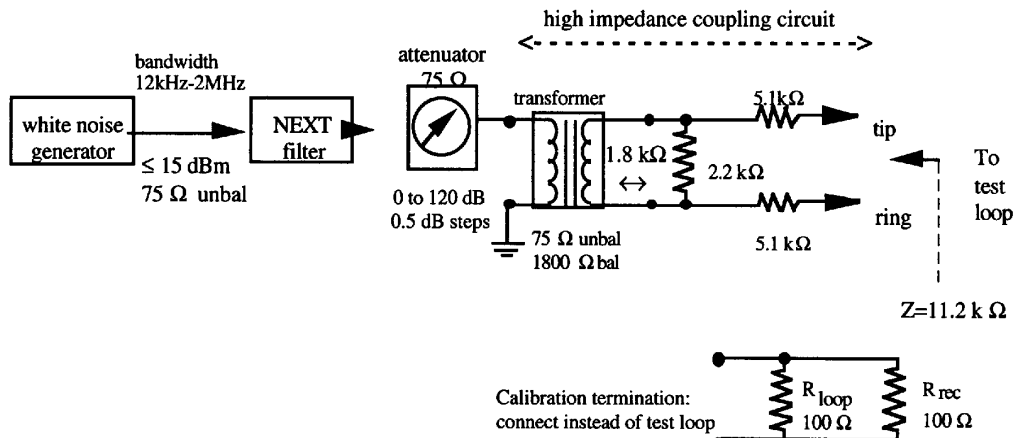 high impedance coupling circuit
bandwidth
12kHz-2MHz
attenuator
75 Ω
white noise
generator
≤ 15 dBm
75 Ω unbal
NEXT
filter
0 to 120 dB
0.5 dB steps
transformer
1.8 kΩ
↔
75 Ω unbal
1800 Ω bal
2.2 kΩ
5.1kΩ
tip
5.1 kΩ
ring
To
test
loop
Z=11.2 k Ω
Calibration termination:
connect instead of test loop
R loop
100 Ω
R rec
100 Ω